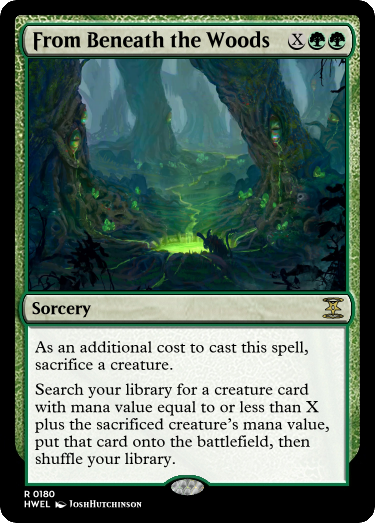 From Beneath the Woods X
Sorcery
As an additional cost to cast this spell,
sacrifice a creature.
Search your library for a creature card
with mana value equal to or less than X
plus the sacrificed creature's mana value,
put that card onto the battlefield, then
shuffle your library.
R 0180
HWEL JoshHutchinson